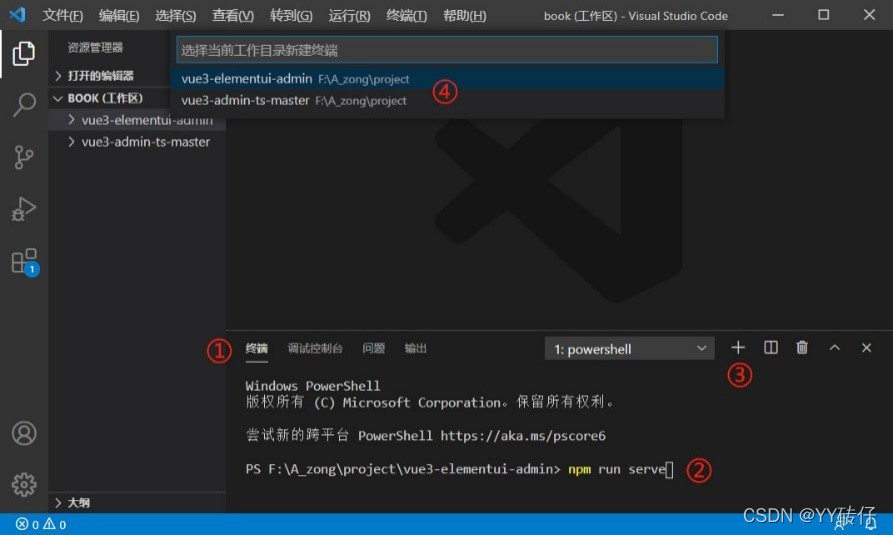 文件(F) 编辑(E) 选择(S) 查看(V) 转到(G) 运行(R) 终端(T) 帮助(H) book (工作区) - Visual Studio Code
资源管理器
选择当前工作目录新建终端
打开的编辑器
vue3-elementui-admin F:\A_zong\project
BOOK (工作区)
vue3-admin-ts-master F:\A_zong\project
④
vue3-elementui-admin
vue3-admin-ts-master
1
① 终端 调试控制台 问题 输出 1: powershell
③
Windows PowerShell
版权所有 (C) Microsoft Corporation。保留所有权利。
尝试新的跨平台 PowerShell https://aka.ms/pscore6
PS F:\A_zong\project\vue3-elementui-admin> npm run serve ②
大纲
0 0
CSDN @YY砖仔